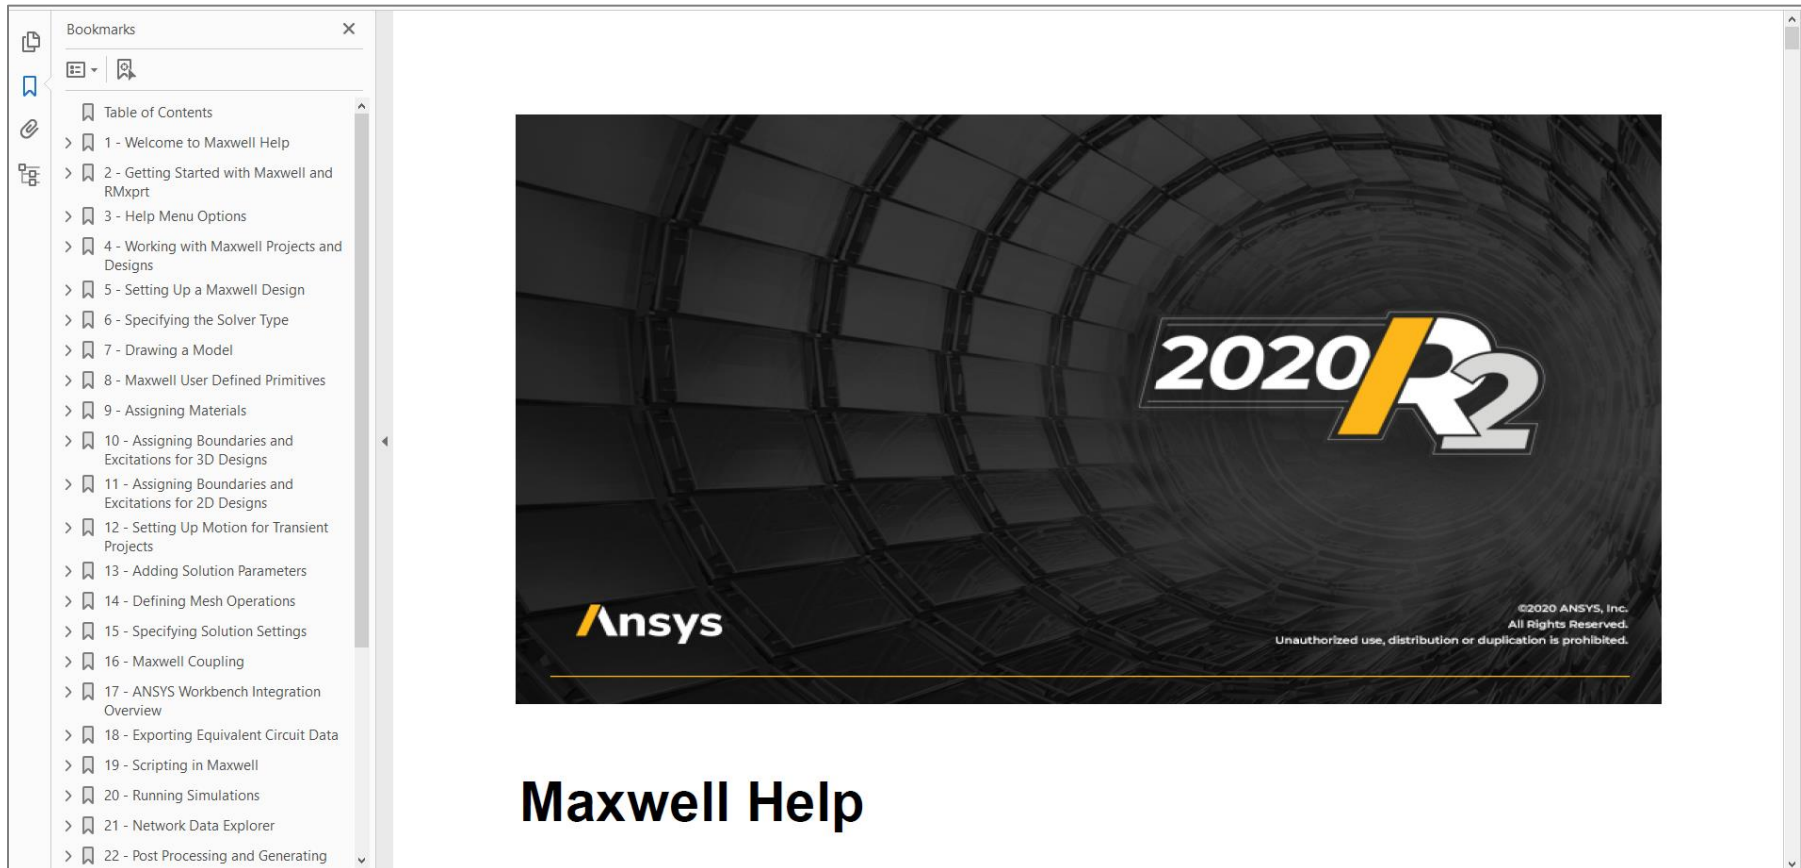 Bookmarks
Table of Contents
1 - Welcome to Maxwell Help
2 - Getting Started with Maxwell and
RMxprt
3 - Help Menu Options
4 - Working with Maxwell Projects and
Designs
5 - Setting Up a Maxwell Design
6 - Specifying the Solver Type
7 - Drawing a Model
8 - Maxwell User Defined Primitives
9 - Assigning Materials
10 - Assigning Boundaries and
Excitations for 3D Designs
11 - Assigning Boundaries and
Excitations for 2D Designs
12 - Setting Up Motion for Transient
Projects
13 - Adding Solution Parameters
14 - Defining Mesh Operations
15 - Specifying Solution Settings
16 - Maxwell Coupling
17 - ANSYS Workbench Integration
Overview
18 - Exporting Equivalent Circuit Data
19 - Scripting in Maxwell
20 - Running Simulations
21 - Network Data Explorer
22 - Post Processing and Generating
2020 R2
Ansys
©2020 ANSYS, Inc.
All Rights Reserved.
Unauthorized use, distribution or duplication is prohibited.
Maxwell Help